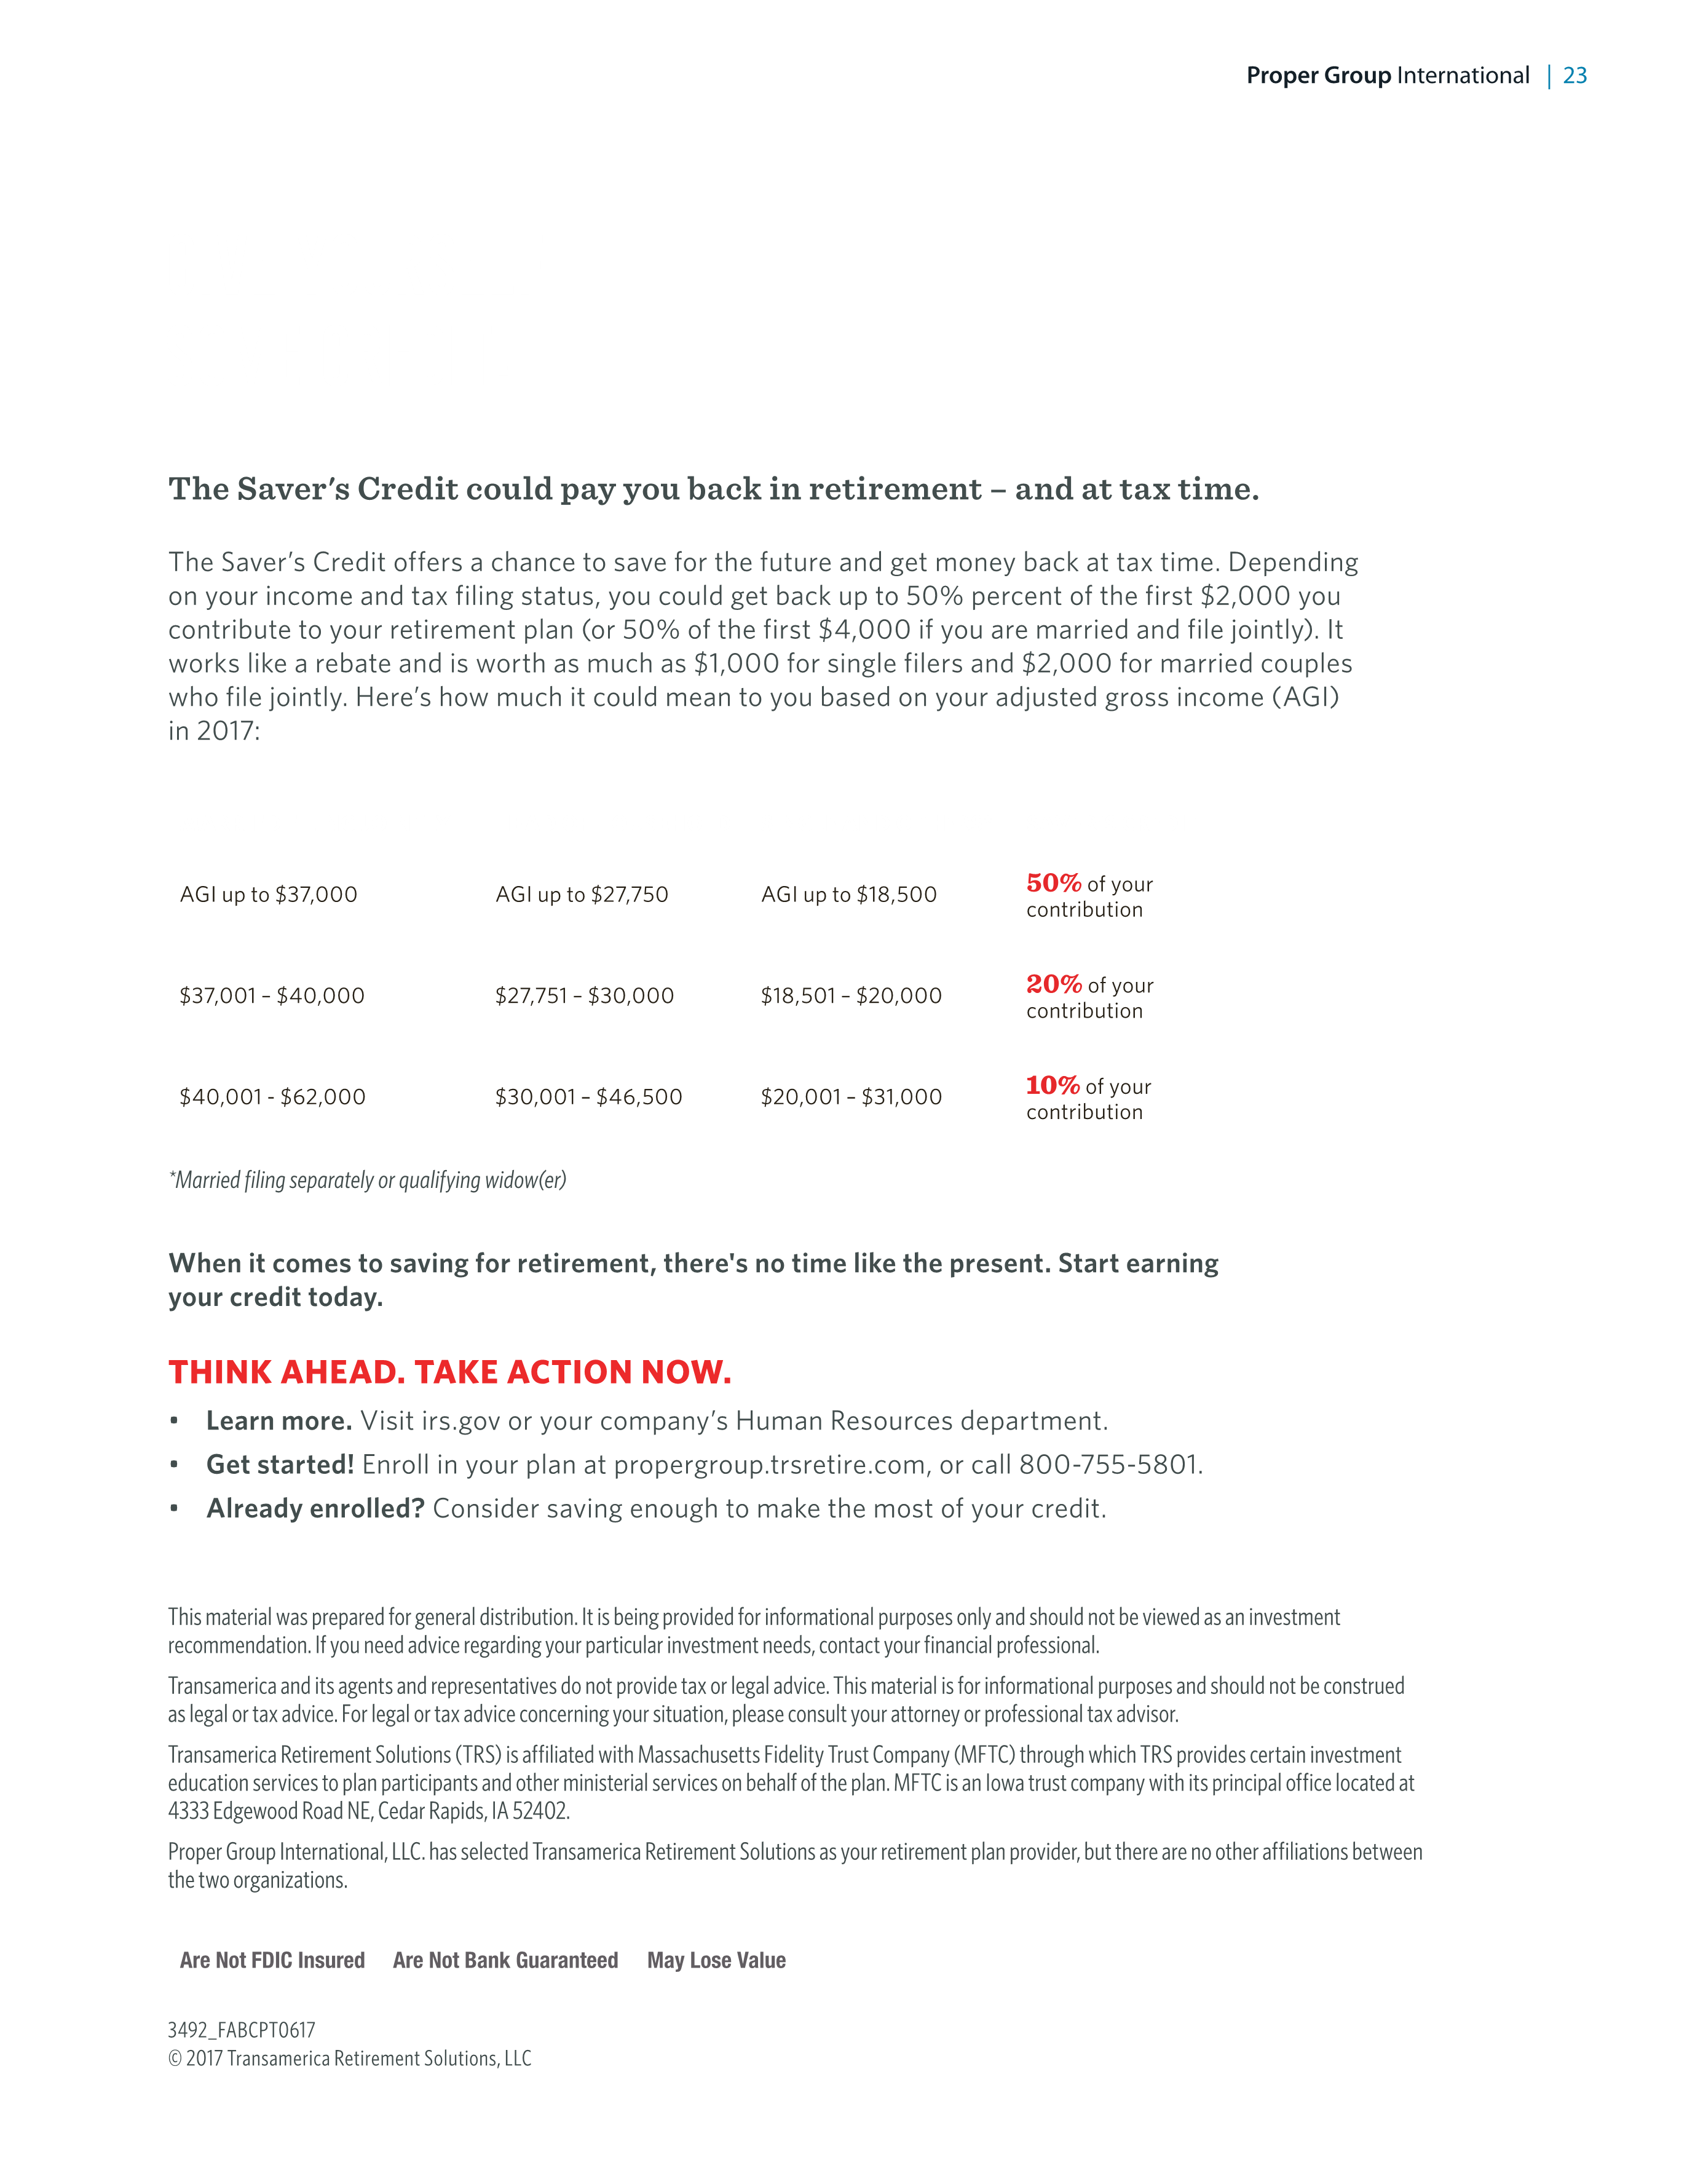 Proper Group International | 23
The Saver's Credit could pay you back in retirement – and at tax time.
The Saver’s Credit offers a chance to save for the future and get money back at tax time. Depending
on your income and tax filing status, you could get back up to 50% percent of the first $2,000 you
contribute to your retirement plan (or 50% of the first $4,000 if you are married and file jointly). It
works like a rebate and is worth as much as $1,000 for single filers and $2,000 for married couples
who file jointly. Here’s how much it could mean to you based on your adjusted gross income (AGI)
in 2017:
AGI up to $37,000 AGI up to $27,750 AGI up to $18,500 50% of your
contribution
$37,001 – $40,000 $27,751 – $30,000 $18,501 – $20,000 20% of your
contribution
$40,001 - $62,000 $30,001 – $46,500 $20,001 – $31,000 10% of your
contribution
*Married filing separately or qualifying widow(er)
When it comes to saving for retirement, there's no time like the present. Start earning
your credit today.
THINK AHEAD. TAKE ACTION NOW.
• Learn more. Visit irs.gov or your company’s Human Resources department.
• Get started! Enroll in your plan at propergroup.trsretire.com, or call 800-755-5801.
• Already enrolled? Consider saving enough to make the most of your credit.
This material was prepared for general distribution. It is being provided for informational purposes only and should not be viewed as an investment
recommendation. If you need advice regarding your particular investment needs, contact your financial professional.
Transamerica and its agents and representatives do not provide tax or legal advice. This material is for informational purposes and should not be construed
as legal or tax advice. For legal or tax advice concerning your situation, please consult your attorney or professional tax advisor.
Transamerica Retirement Solutions (TRS) is affiliated with Massachusetts Fidelity Trust Company (MFTC) through which TRS provides certain investment
education services to plan participants and other ministerial services on behalf of the plan. MFTC is an Iowa trust company with its principal office located at
4333 Edgewood Road NE, Cedar Rapids, IA 52402.
Proper Group International, LLC. has selected Transamerica Retirement Solutions as your retirement plan provider, but there are no other affiliations between
the two organizations.
Are Not FDIC Insured Are Not Bank Guaranteed May Lose Value
3492_FABCPT0617
© 2017 Transamerica Retirement Solutions, LLC